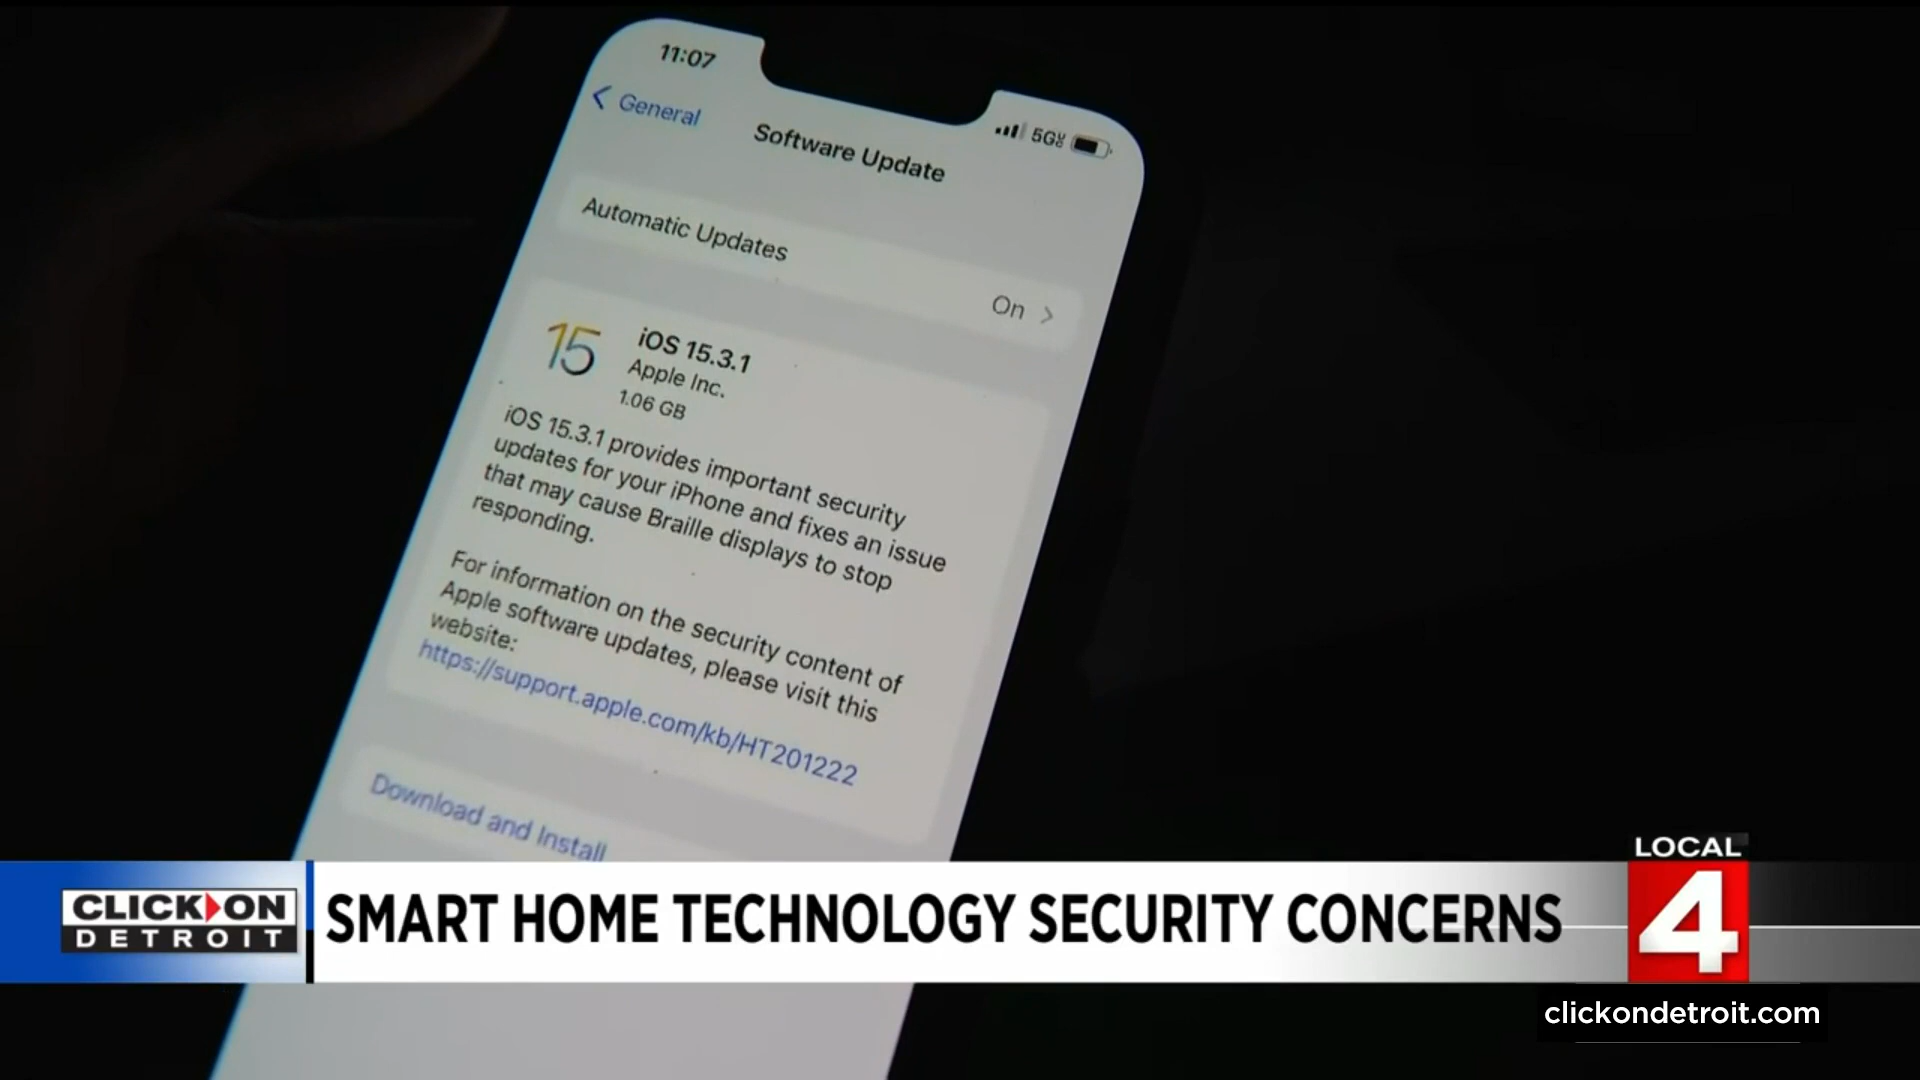 11:07
5G
General
Software Update
Automatic Updates
On
15
iOS 15.3.1
Apple Inc.
1.06 GB
iOS 15.3.1 provides important security
updates for your iPhone and fixes an issue
that may cause Braille displays to stop
responding.
For information on the security content of
Apple software updates, please visit this
website:
https://support.apple.com/kb/HT201222
Download and Install
CLICK ON
DETROIT
SMART HOME TECHNOLOGY SECURITY CONCERNS
LOCAL
4
clickondetroit.com